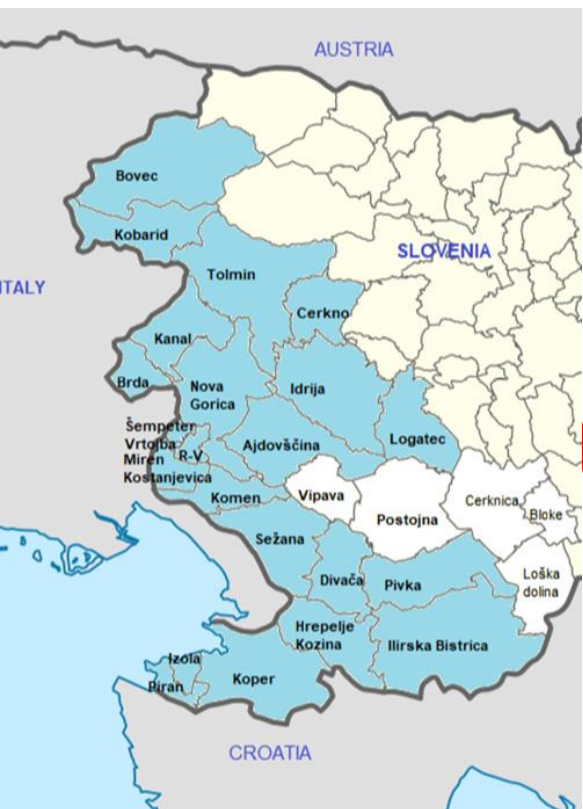 AUSTRIA
Bovec
Kobarid
SLOVENIA
Tolmin
ITALY
Cerkno
Kanal
Brda
Nova
Gorica
Idrija
Šempeter
Vrtojba
R-V
Miren
Kostanjevica
Ajdovščina
Logatec
Komen
Vipava
Cerknica
Bloke
Postojna
Sežana
Divača
Pivka
Loška
dolina
Hrepelje
Kozina
Ilirska Bistrica
Izola
Piran
Koper
CROATIA